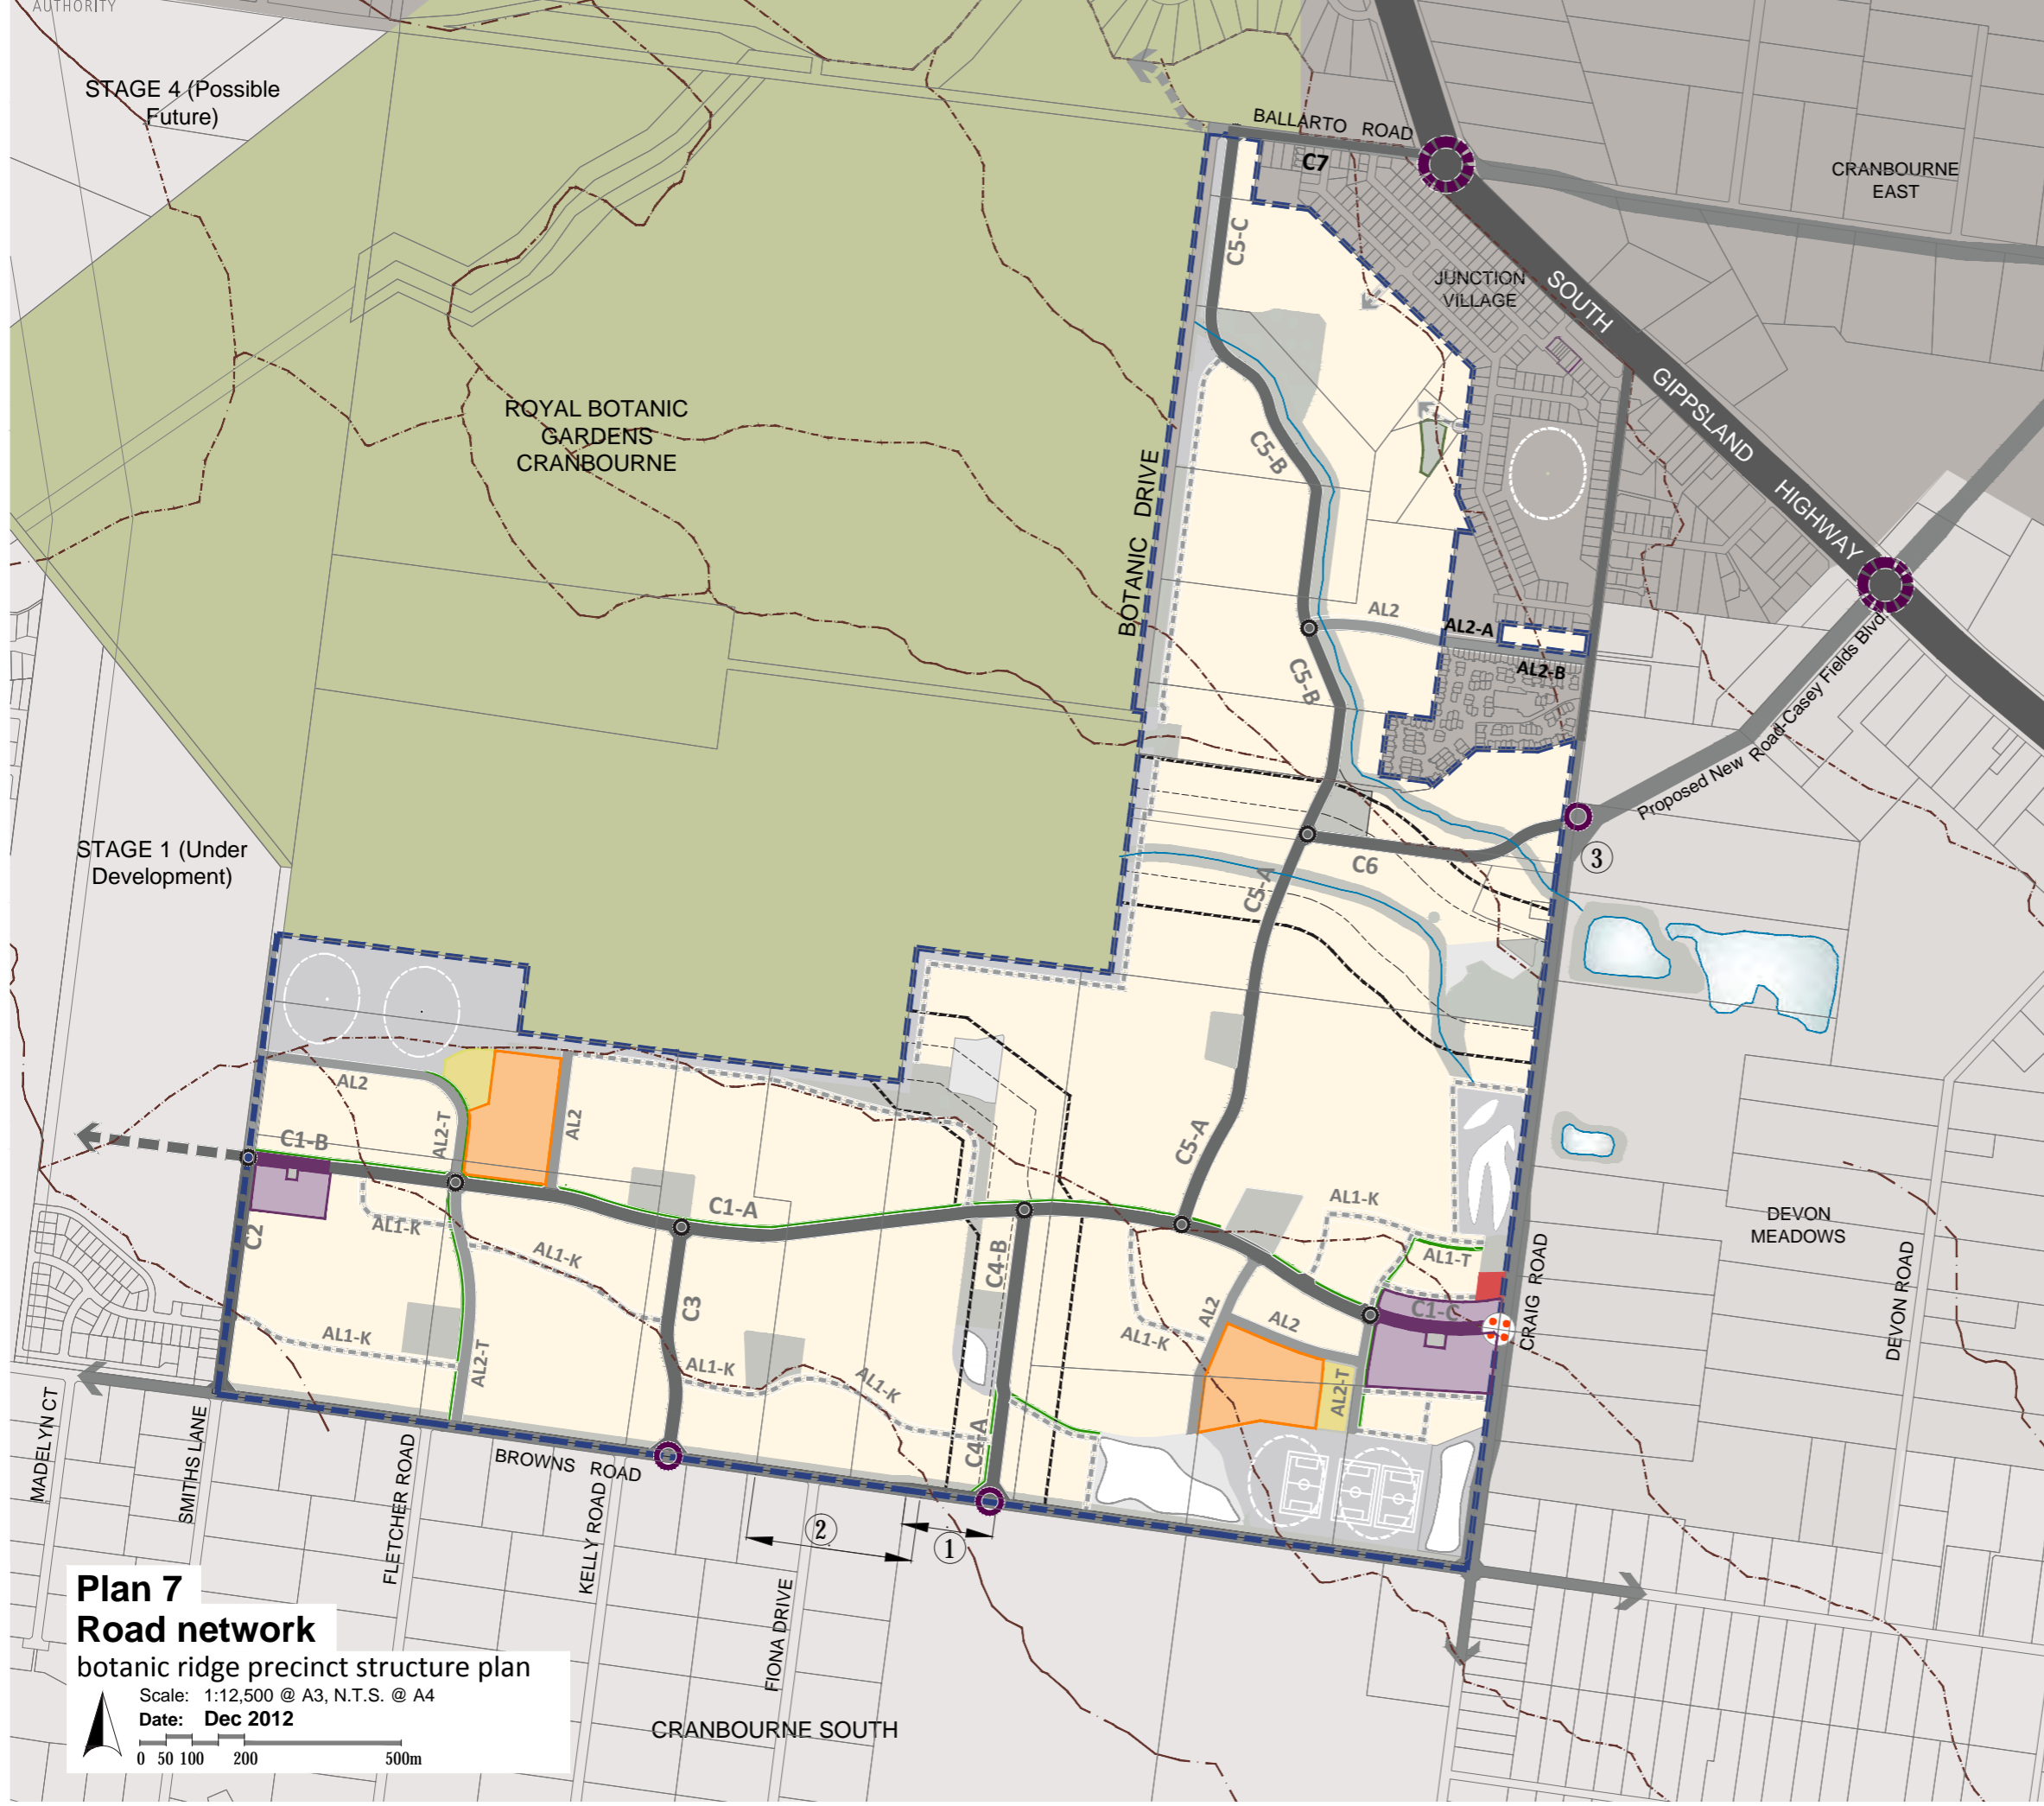 AUTHORITY
STAGE 4 (Possible
Future)
BALLARTO ROAD
C7
CRANBOURNE
EAST
C5-C
JUNCTION
VILLAGE
SOUTH GIPPSLAND HIGHWAY
ROYAL BOTANIC
GARDENS
CRANBOURNE
C5-B
BOTANIC DRIVE
AL2
AL2-A
AL2-B
C5-B
Proposed New Road-Casey Fields Blvd.
STAGE 1 (Under
Development)
C6
3
C5-A
AL2
AL2-T
AL2
C1-B
C5-A
C1-A
AL1-K
AL1-K
DEVON
MEADOWS
C2
AL1-K
C4-B
AL1-T
CRAIG ROAD
DEVON ROAD
C3
AL2
AL2
C1-C
AL1-K
AL1-K
AL2-T
AL1-K
AL1-K
AL2-T
C4-A
MADELYN CT
SMITHS LANE
FLETCHER ROAD
BROWNS ROAD
KELLY ROAD
2
1
FIONA DRIVE
Plan 7
Road network
botanic ridge precinct structure plan
Scale: 1:12,500 @ A3, N.T.S. @ A4
Date: Dec 2012
0 50 100 200 500m
CRANBOURNE SOUTH